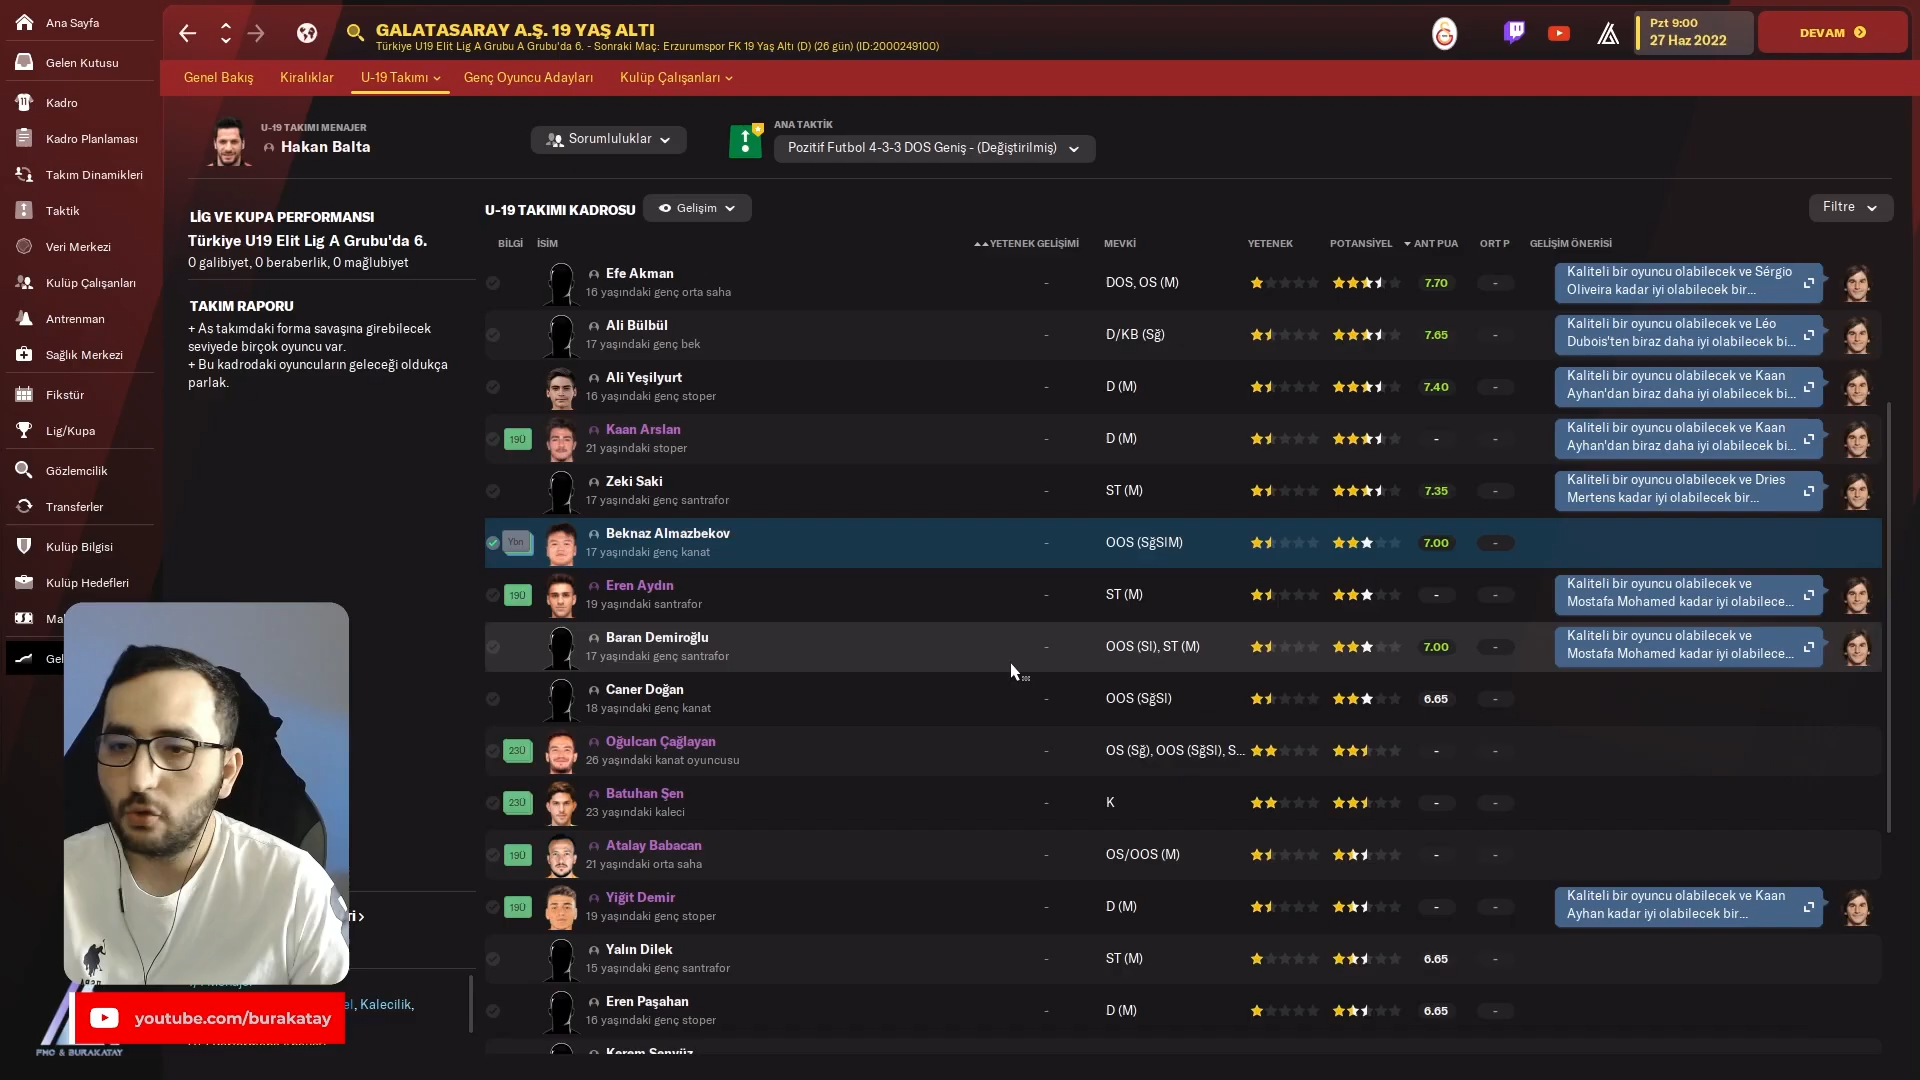 Ana Sayfa
Gelen Kutusu
Kadro
Kadro Planlaması
Takım Dinamikleri
Taktik
Veri Merkezi
Kulüp Çalışanları
Antrenman
Sağlık Merkezi
Fikstür
Lig/Kupa
Gözlemcilik
Transferler
Kulüp Bilgisi
Kulüp Hedefleri
GALATASARAY A.Ş. 19 YAŞ ALTI
Türkiye U19 Elit Lig A Grubu A Grubu'da 6. - Sonraki Maç: Erzurumspor FK 19 Yaş Altı (D) (26 gün) (ID:2000249100)
Pzt 9:00
27 Haz 2022
DEVAM
Genel Bakış Kiralıklar U-19 Takımı Genç Oyuncu Adayları Kulüp Çalışanları
U-19 TAKIMI MENAJER
Hakan Balta
Sorumluluklar
ANA TAKTİK
Pozitif Futbol 4-3-3 DOS Geniş - (Değiştirilmiş)
LİG VE KUPA PERFORMANSI
Türkiye U19 Elit Lig A Grubu'da 6.
0 galibiyet, 0 beraberlik, 0 mağlubiyet
TAKIM RAPORU
+ As takımdaki forma savaşına girebilecek
seviyede birçok oyuncu var.
+ Bu kadrodaki oyuncuların geleceği oldukça
parlak.
U-19 TAKIMI KADROSU Gelişim Filtre
BİLGİ İSİM YETENEK GELİŞİMİ MEVKİ YETENEK POTANSİYEL ANT PUA ORT P GELİŞİM ÖNERİSİ
Efe Akman
16 yaşındaki genç orta saha
- DOS, OS (M) 7.70 -
Kaliteli bir oyuncu olabilecek ve Sérgio
Oliveira kadar iyi olabilecek bir...
Ali Bülbül
17 yaşındaki genç bek
- D/KB (Sğ) 7.65 -
Kaliteli bir oyuncu olabilecek ve Léo
Dubois'ten biraz daha iyi olabilecek bi...
Ali Yeşilyurt
16 yaşındaki genç stoper
- D (M) 7.40 -
Kaliteli bir oyuncu olabilecek ve Kaan
Ayhan'dan biraz daha iyi olabilecek bi...
19Ü
Kaan Arslan
21 yaşındaki stoper
- D (M) - -
Kaliteli bir oyuncu olabilecek ve Kaan
Ayhan'dan biraz daha iyi olabilecek bi...
Zeki Saki
17 yaşındaki genç santrafor
- ST (M) 7.35 -
Kaliteli bir oyuncu olabilecek ve Dries
Mertens kadar iyi olabilecek bir...
Ybn
Beknaz Almazbekov
17 yaşındaki genç kanat
- OOS (SğSlM) 7.00 -
19Ü
Eren Aydın
19 yaşındaki santrafor
- ST (M) - -
Kaliteli bir oyuncu olabilecek ve
Mostafa Mohamed kadar iyi olabilece...
Baran Demiroğlu
17 yaşındaki genç santrafor
- OOS (Sl), ST (M) 7.00 -
Kaliteli bir oyuncu olabilecek ve
Mostafa Mohamed kadar iyi olabilece...
Caner Doğan
18 yaşındaki genç kanat
- OOS (SğSl) 6.65 -
23Ü
Oğulcan Çağlayan
26 yaşındaki kanat oyuncusu
- OS (Sğ), OOS (SğSl), S... - -
23Ü
Batuhan Şen
23 yaşındaki kaleci
- K - -
19Ü
Atalay Babacan
21 yaşındaki orta saha
- OS/OOS (M) - -
19Ü
Yiğit Demir
19 yaşındaki genç stoper
- D (M) - -
Kaliteli bir oyuncu olabilecek ve Kaan
Ayhan kadar iyi olabilecek bir...
Yalın Dilek
15 yaşındaki genç santrafor
- ST (M) 6.65 -
Eren Paşahan
16 yaşındaki genç stoper
- D (M) 6.65 -
Kerem Şenyüz
Kalecilik,
youtube.com/burakatay
FMC & BURAKATAY